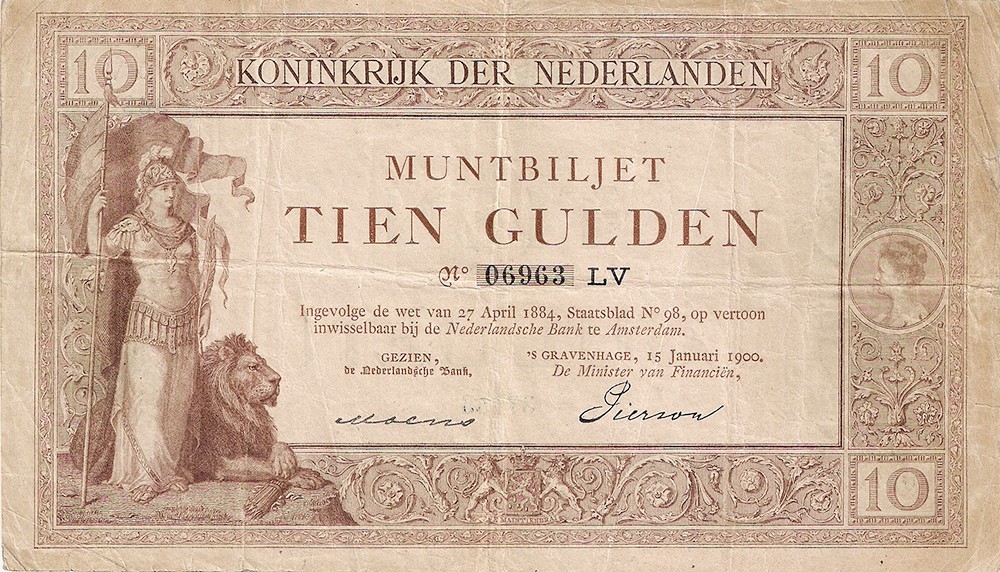 10 KONINKRIJK DER NEDERLANDEN 10
MUNTBILJET
TIEN GULDEN
Nº 06963 LV
Ingevolge de wet van 27 April 1884, Staatsblad Nº 98, op vertoon
inwisselbaar bij de Nederlandsche Bank te Amsterdam.
GEZIEN,
de Nederlandsche Bank,
'S GRAVENHAGE, 15 Januari 1900.
De Minister van Financiën,
Pierson
10